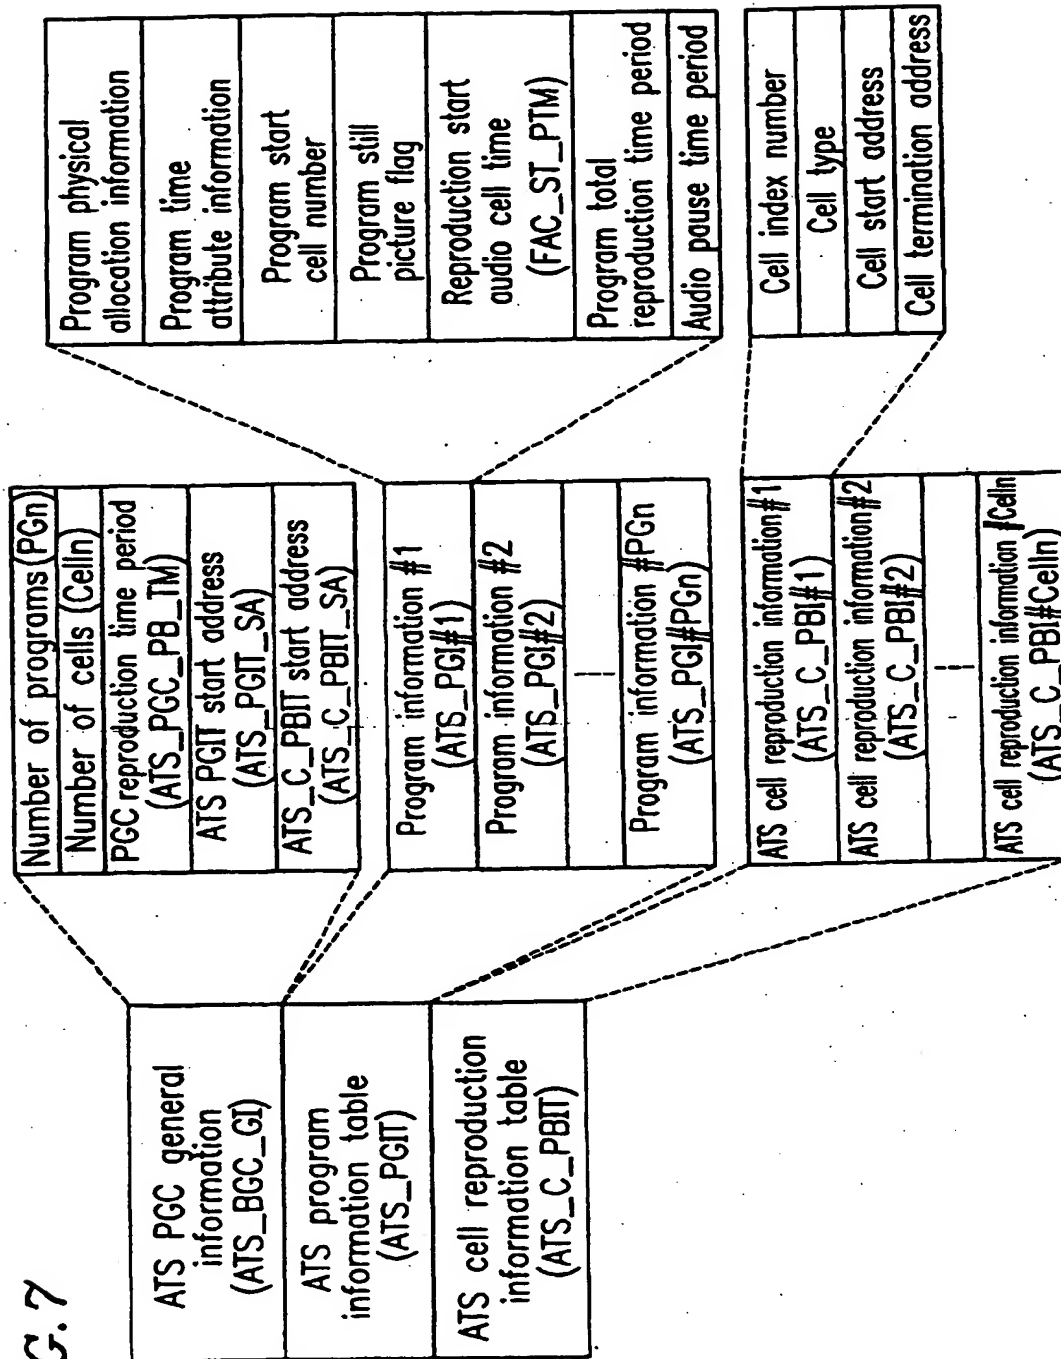 G. 7
ATS PGC general
information
(ATS_BGC_GI)
ATS program
information table
(ATS_PGIT)
ATS cell reproduction
information table
(ATS_C_PBIT)
Number of programs (PGn)
Number of cells (Celln)
PGC reproduction time period
(ATS_PGC_PB_TM)
ATS PGIT start address
(ATS_PGIT_SA)
ATS_C_PBIT start address
(ATS_C_PBIT_SA)
Program information #1
(ATS_PGI#1)
Program information #2
(ATS_PGI#2)
Program information #PGn
(ATS_PGI#PGn)
ATS cell reproduction information#1
(ATS_C_PBI#1)
ATS cell reproduction information#2
(ATS_C_PBI#2)
ATS cell reproduction information #Celln
(ATS_C_PBI#Celln)
Program physical
allocation information
Program time
attribute information
Program start
cell number
Program still
picture flag
Reproduction start
audio cell time
(FAC_ST_PTM)
Program total
reproduction time period
Audio pause time period
Cell index number
Cell type
Cell start address
Cell termination address